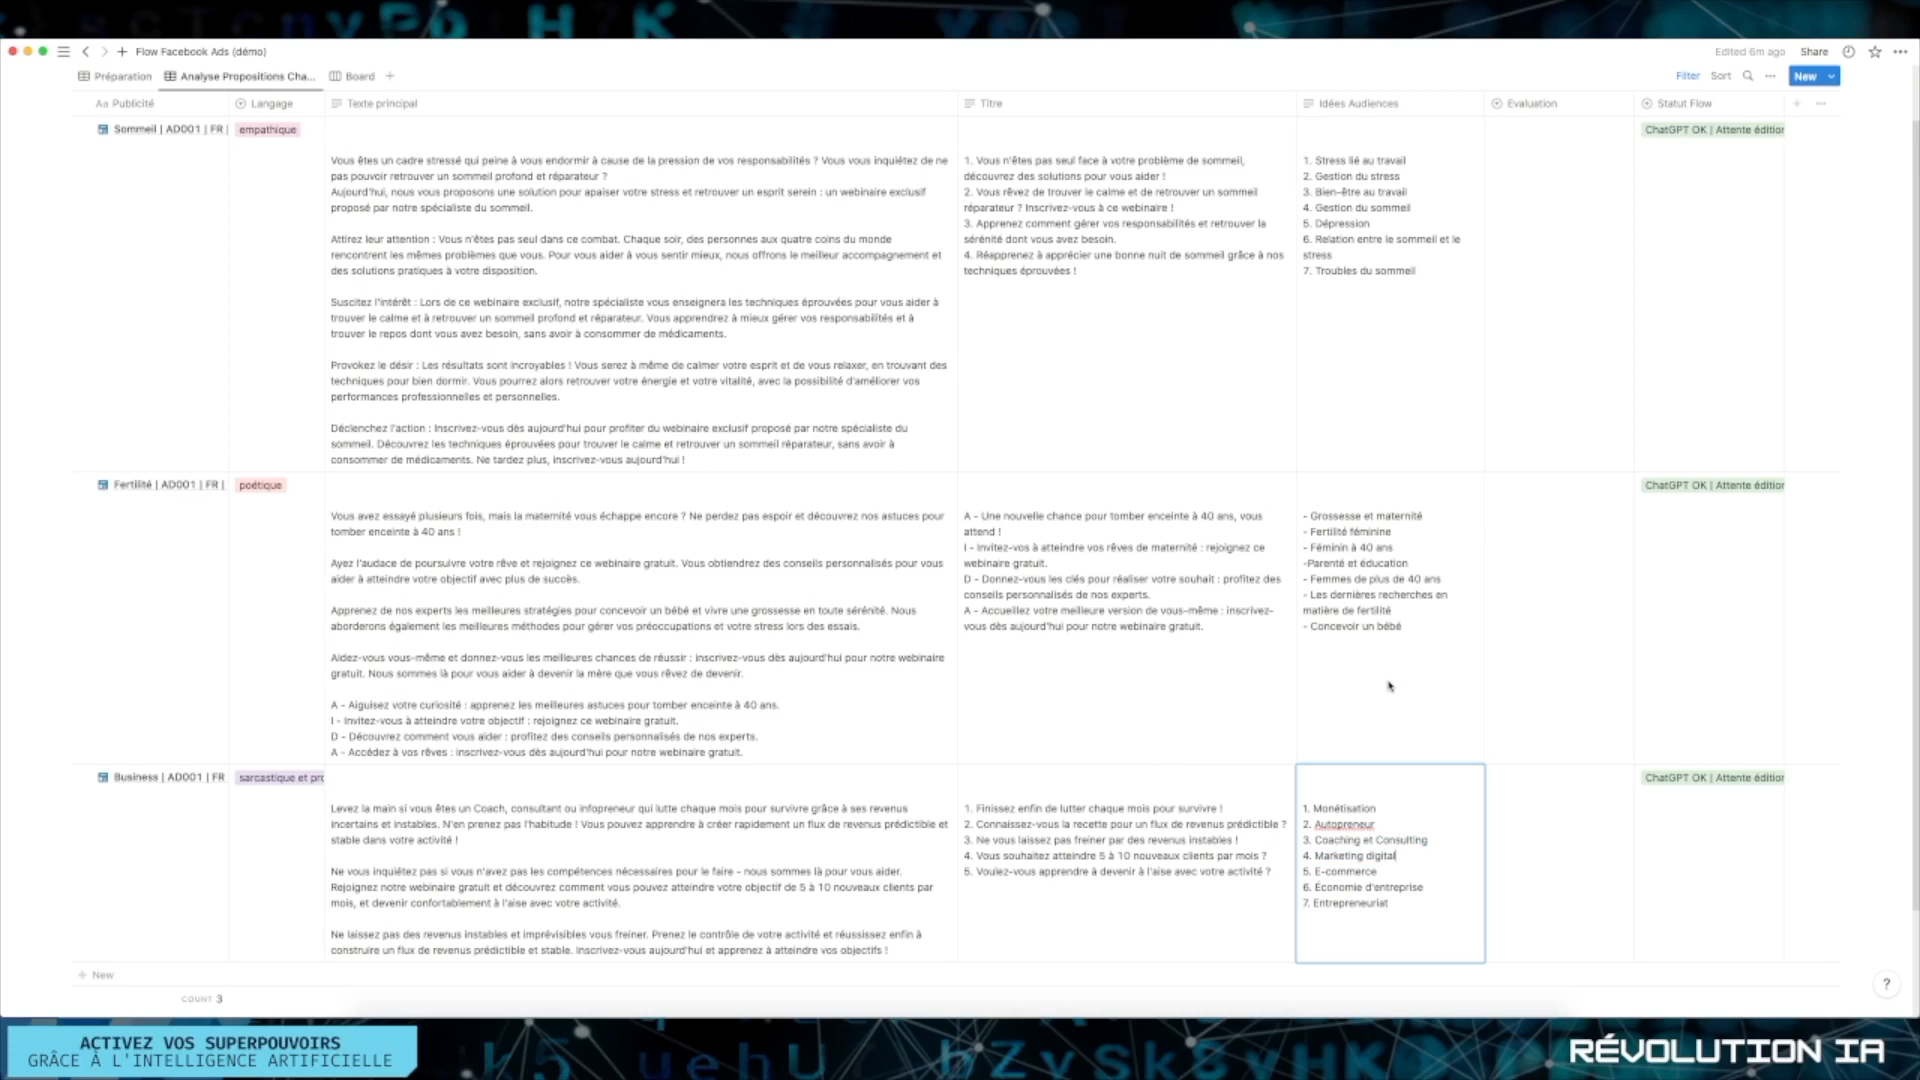 Flow Facebook Ads (démo)
Edited 6m ago
Share
Préparation
Analyse Propositions Cha...
Board
Filter
Sort
New
Aa Publicité
Langage
Texte principal
Titre
Idées Audiences
Evaluation
Statut Flow
Sommeil | AD001 | FR |
empathique
Vous êtes un cadre stressé qui peine à vous endormir à cause de la pression de vos responsabilités ? Vous vous inquiétez de ne
pas pouvoir retrouver un sommeil profond et réparateur ?
Aujourd'hui, nous vous proposons une solution pour apaiser votre stress et retrouver un esprit serein : un webinaire exclusif
proposé par notre spécialiste du sommeil.
Attirez leur attention : Vous n'êtes pas seul dans ce combat. Chaque soir, des personnes aux quatre coins du monde
rencontrent les mêmes problèmes que vous. Pour vous aider à vous sentir mieux, nous offrons le meilleur accompagnement et
des solutions pratiques à votre disposition.
Suscitez l'intérêt : Lors de ce webinaire exclusif, notre spécialiste vous enseignera les techniques éprouvées pour vous aider à
trouver le calme et à retrouver un sommeil profond et réparateur. Vous apprendrez à mieux gérer vos responsabilités et à
trouver le repos dont vous avez besoin, sans avoir à consommer de médicaments.
Provokez le désir : Les résultats sont incroyables ! Vous serez à même de calmer votre esprit et de vous relaxer, en trouvant des
techniques pour bien dormir. Vous pourrez alors retrouver votre énergie et votre vitalité, avec la possibilité d'améliorer vos
performances professionnelles et personnelles.
Déclenchez l'action : Inscrivez-vous dès aujourd'hui pour profiter du webinaire exclusif proposé par notre spécialiste du
sommeil. Découvrez les techniques éprouvées pour trouver le calme et retrouver un sommeil réparateur, sans avoir à
consommer de médicaments. Ne tardez plus, inscrivez-vous aujourd'hui !
1. Vous n'êtes pas seul face à votre problème de sommeil,
découvrez des solutions pour vous aider !
2. Vous rêvez de trouver le calme et de retrouver un sommeil
réparateur ? Inscrivez-vous à ce webinaire !
3. Apprenez comment gérer vos responsabilités et retrouver la
sérénité dont vous avez besoin.
4. Réapprenez à apprécier une bonne nuit de sommeil grâce à nos
techniques éprouvées !
1. Stress lié au travail
2. Gestion du stress
3. Bien-être au travail
4. Gestion du sommeil
5. Dépression
6. Relation entre le sommeil et le
stress
7. Troubles du sommeil
ChatGPT OK | Attente édition
Fertilité | AD001 | FR |
poétique
Vous avez essayé plusieurs fois, mais la maternité vous échappe encore ? Ne perdez pas espoir et découvrez nos astuces pour
tomber enceinte à 40 ans !
Ayez l'audace de poursuivre votre rêve et rejoignez ce webinaire gratuit. Vous obtiendrez des conseils personnalisés pour vous
aider à atteindre votre objectif avec plus de succès.
Apprenez de nos experts les meilleures stratégies pour concevoir un bébé et vivre une grossesse en toute sérénité. Nous
aborderons également les meilleures méthodes pour gérer vos préoccupations et votre stress lors des essais.
Aidez-vous vous-même et donnez-vous les meilleures chances de réussir : inscrivez-vous dès aujourd'hui pour notre webinaire
gratuit. Nous sommes là pour vous aider à devenir la mère que vous rêvez de devenir.
A - Aiguisez votre curiosité : apprenez les meilleures astuces pour tomber enceinte à 40 ans.
I - Invitez-vous à atteindre votre objectif : rejoignez ce webinaire gratuit.
D - Découvrez comment vous aider : profitez des conseils personnalisés de nos experts.
A - Accédez à vos rêves : inscrivez-vous dès aujourd'hui pour notre webinaire gratuit.
A - Une nouvelle chance pour tomber enceinte à 40 ans, vous
attend !
I - Invitez-vos à atteindre vos rêves de maternité : rejoignez ce
webinaire gratuit.
D - Donnez-vous les clés pour réaliser votre souhait : profitez des
conseils personnalisés de nos experts.
A - Accueillez votre meilleure version de vous-même : inscrivez-
vous dès aujourd'hui pour notre webinaire gratuit.
- Grossesse et maternité
- Fertilité féminine
- Féminin à 40 ans
-Parenté et éducation
- Femmes de plus de 40 ans
- Les dernières recherches en
matière de fertilité
- Concevoir un bébé
ChatGPT OK | Attente édition
Business | AD001 | FR
sarcastique et pro
Levez la main si vous êtes un Coach, consultant ou infopreneur qui lutte chaque mois pour survivre grâce à ses revenus
incertains et instables. N'en prenez pas l'habitude ! Vous pouvez apprendre à créer rapidement un flux de revenus prédictible et
stable dans votre activité !
Ne vous inquiétez pas si vous n'avez pas les compétences nécessaires pour le faire - nous sommes là pour vous aider.
Rejoignez notre webinaire gratuit et découvrez comment vous pouvez atteindre votre objectif de 5 à 10 nouveaux clients par
mois, et devenir confortablement à l'aise avec votre activité.
Ne laissez pas des revenus instables et imprévisibles vous freiner. Prenez le contrôle de votre activité et réussissez enfin à
construire un flux de revenus prédictible et stable. Inscrivez-vous aujourd'hui et apprenez à atteindre vos objectifs !
1. Finissez enfin de lutter chaque mois pour survivre !
2. Connaissez-vous la recette pour un flux de revenus prédictible ?
3. Ne vous laissez pas freiner par des revenus instables !
4. Vous souhaitez atteindre 5 à 10 nouveaux clients par mois ?
5. Voulez-vous apprendre à devenir à l'aise avec votre activité ?
1. Monétisation
2. Autopreneur
3. Coaching et Consulting
4. Marketing digital
5. E-commerce
6. Économie d'entreprise
7. Entrepreneuriat
ChatGPT OK | Attente édition
+ New
COUNT 3
?
ACTIVEZ VOS SUPERPOUVOIRS
GRÂCE À L'INTELLIGENCE ARTIFICIELLE
RÉVOLUTION IA